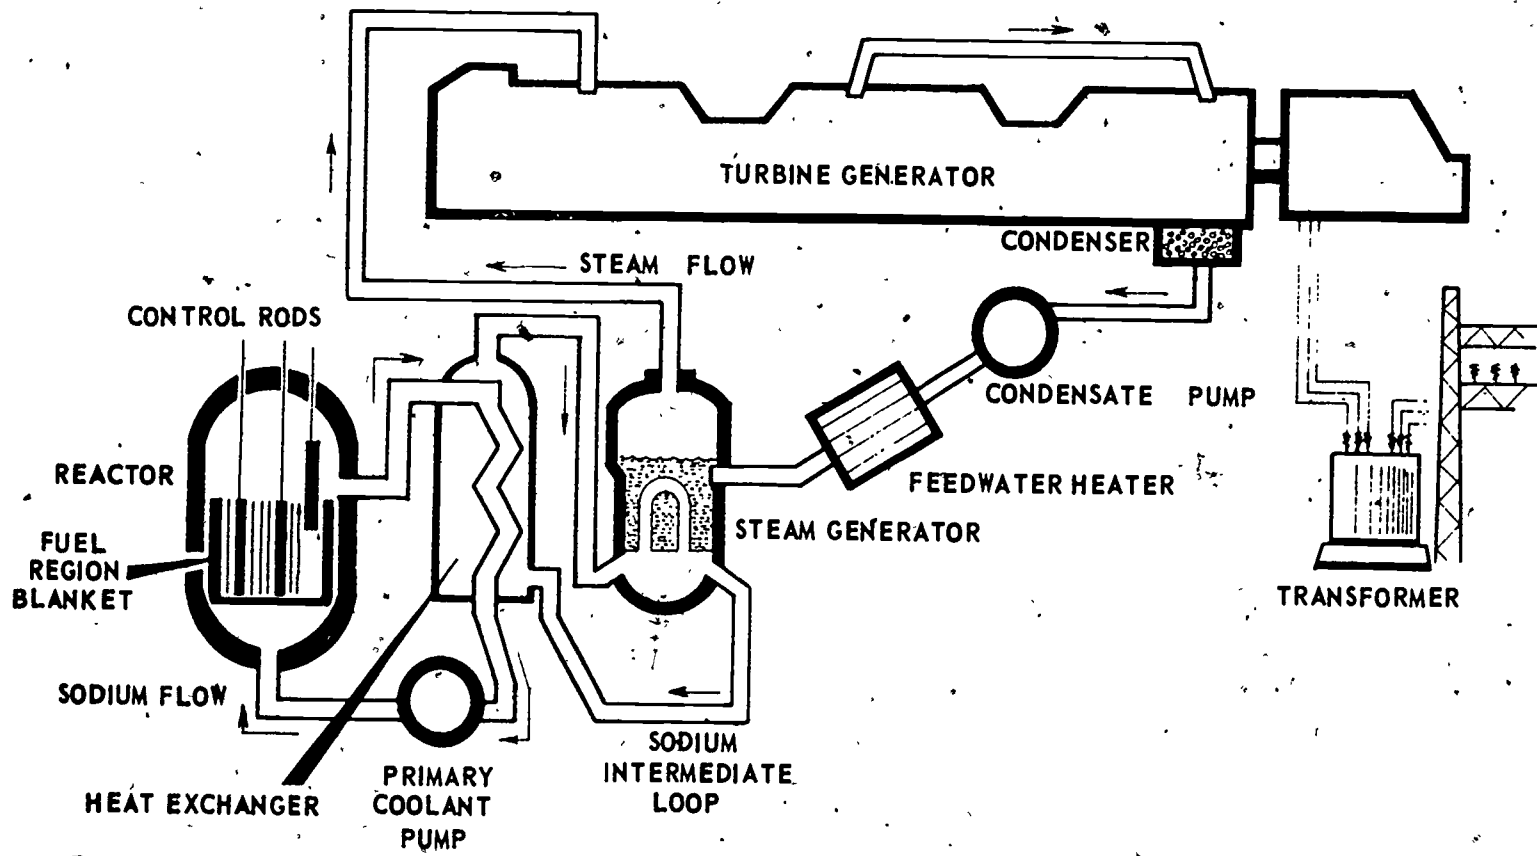 TURBINE GENERATOR
CONDENSER
STEAM FLOW
CONTROL RODS
CONDENSATE PUMP
REACTOR
FEEDWATER HEATER
STEAM GENERATOR
FUEL
REGION
BLANKET
TRANSFORMER
SODIUM FLOW
SODIUM
INTERMEDIATE
LOOP
HEAT EXCHANGER
PRIMARY
COOLANT
PUMP